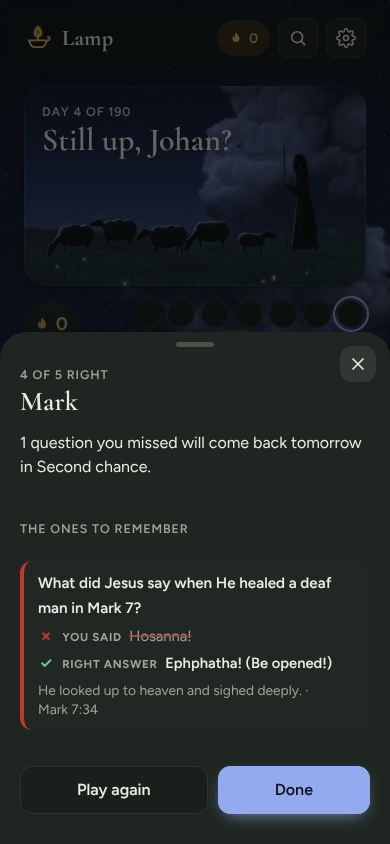 Lamp
0
DAY 4 OF 190
Still up, Johan?
0
4 OF 5 RIGHT
Mark
1 question you missed will come back tomorrow
in Second chance.
THE ONES TO REMEMBER
What did Jesus say when He healed a deaf
man in Mark 7?
YOU SAID Hosanna!
RIGHT ANSWER Ephphatha! (Be opened!)
He looked up to heaven and sighed deeply. ·
Mark 7:34
Play again
Done